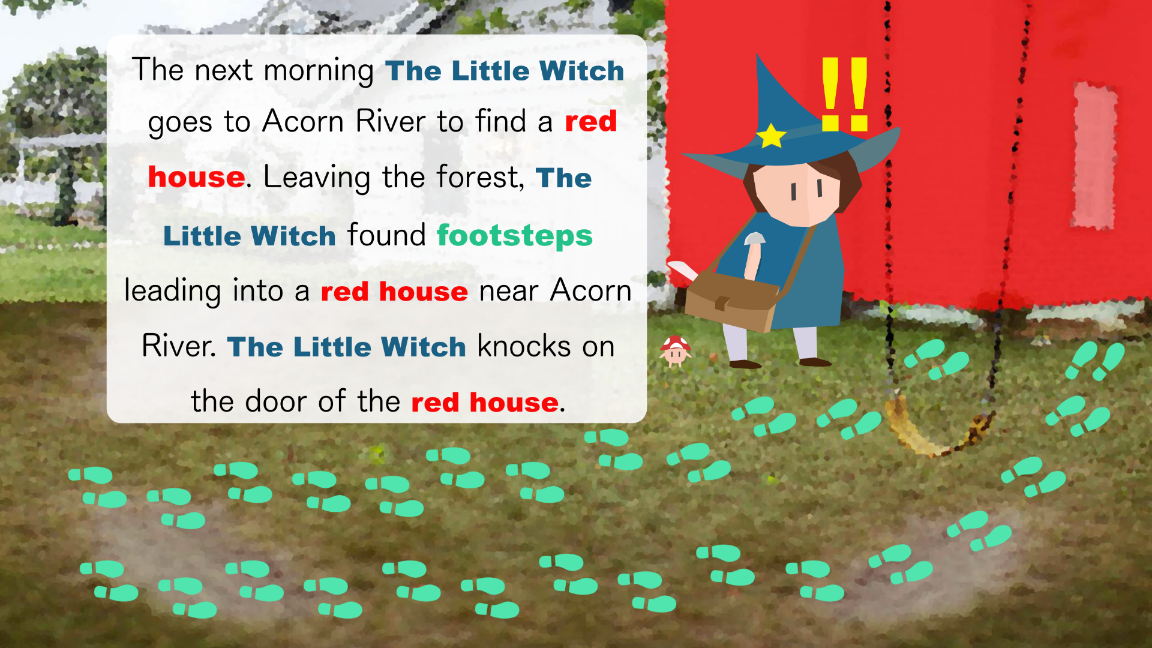 The next morning The Little Witch
goes to Acorn River to find a red
house. Leaving the forest, The
Little Witch found footsteps
leading into a red house near Acorn
River. The Little Witch knocks on
the door of the red house.
!!